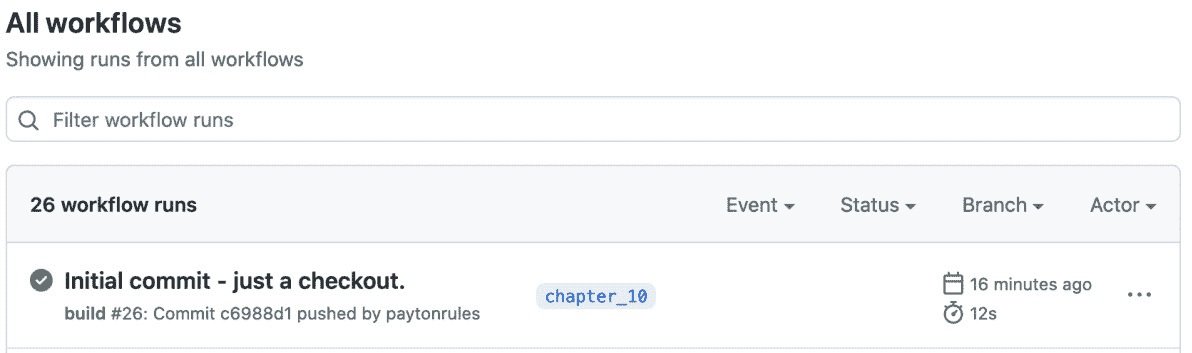 All workflows
Showing runs from all workflows
Filter workflow runs
26 workflow runs Event Status Branch Actor
Initial commit - just a checkout. chapter_10 16 minutes ago
build #26: Commit c6988d1 pushed by paytonrules 12s